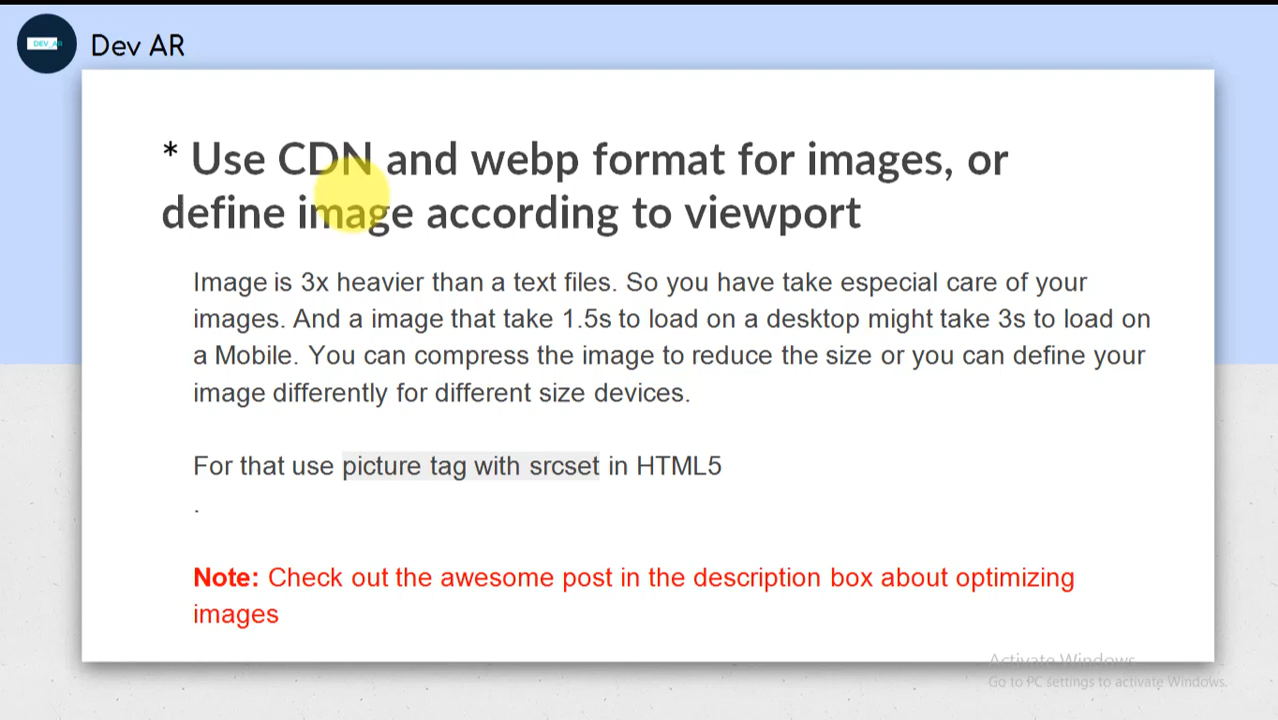 DEV_AR
Dev AR
* Use CDN and webp format for images, or
define image according to viewport
Image is 3x heavier than a text files. So you have take especial care of your
images. And a image that take 1.5s to load on a desktop might take 3s to load on
a Mobile. You can compress the image to reduce the size or you can define your
image differently for different size devices.
For that use picture tag with srcset in HTML5
.
Note: Check out the awesome post in the description box about optimizing
images
Activate Windows
Go to PC settings to activate Windows.